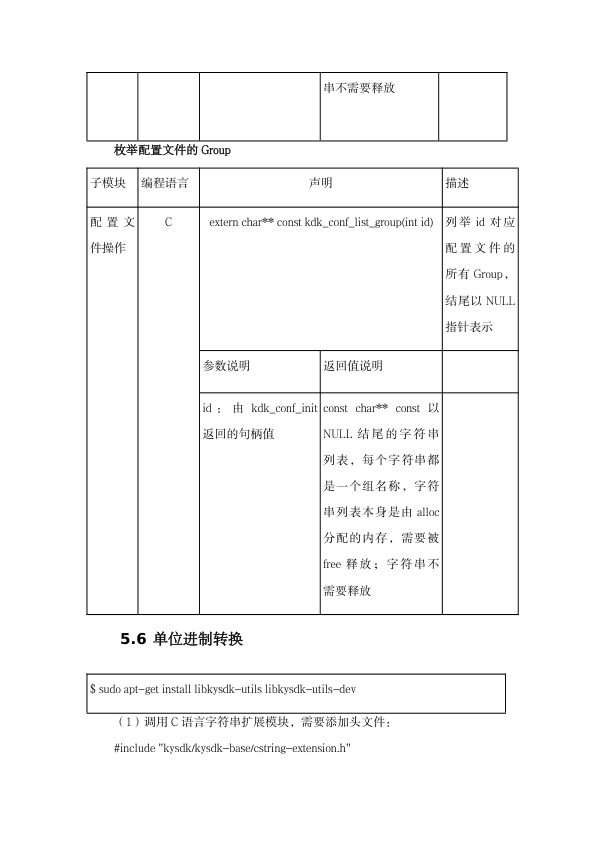 串不需要释放
枚举配置文件的 Group
子模块 编程语言 声明 描述
配置文
件操作
C
extern char** const kdk_conf_list_group(int id)
列举 id 对应
配置文件的
所有 Group，
结尾以 NULL
指针表示
参数说明 返回值说明
id：由 kdk_conf_init
返回的句柄值
const char** const 以
NULL 结尾的字符串
列表，每个字符串都
是一个组名称，字符
串列表本身是由 alloc
分配的内存，需要被
free 释放；字符串不
需要释放
5.6 单位进制转换
$ sudo apt-get install libkysdk-utils libkysdk-utils-dev
（1）调用 C 语言字符串扩展模块，需要添加头文件：
#include "kysdk/kysdk-base/cstring-extension.h"